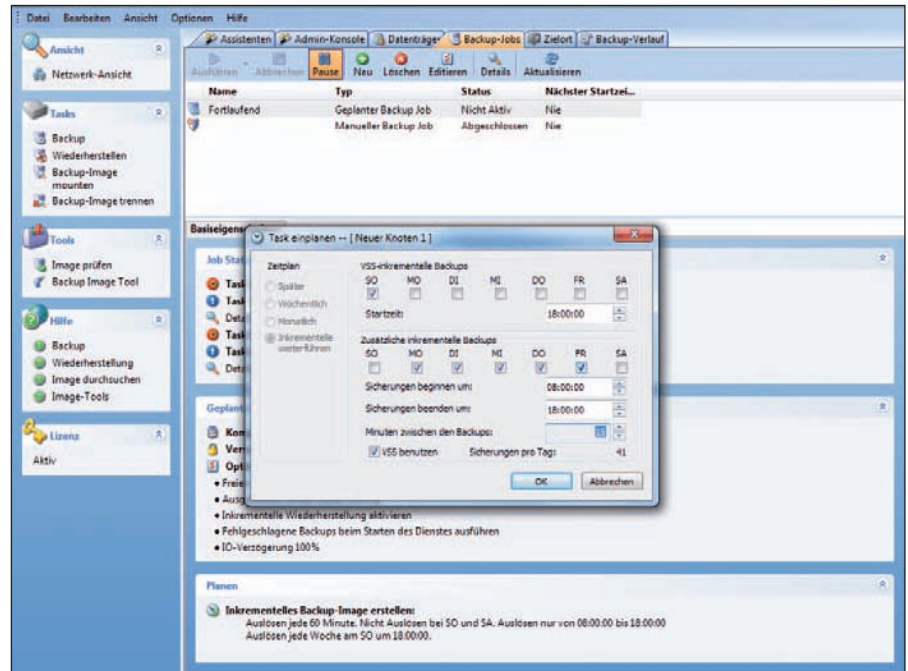 Datei Bearbeiten Ansicht Optionen Hilfe
Assistenten Admin-Konsole Datenträger Backup-Jobs Zielort Backup-Verlauf
Ausführen Abbrechen Pause Neu Löschen Editieren Details Aktualisieren
Name Typ Status Nächster Startzei...
Fortlaufend Geplanter Backup Job Nicht Aktiv Nie
Manueller Backup Job Abgeschlossen Nie
Ansicht
Netzwerk-Ansicht
Tasks
Backup
Wiederherstellen
Backup-Image
mounten
Backup-Image trennen
Tools
Image prüfen
Backup Image Tool
Hilfe
Backup
Wiederherstellung
Image durchsuchen
Image-Tools
Lizenz
Aktiv
Basiseigens
Job Stat
Task
Task
Deta
Task
Task
Deta
Task einplanen -- [ Neuer Knoten 1 ]
Zeitplan
Später
Wöchentlich
Monatlich
Inkrementelle
weiterführen
VSS-inkrementelle Backups
SO MO DI MI DO FR SA
Startzeit: 18:00:00
Zusätzliche inkrementelle Backups
SO MO DI MI DO FR SA
Sicherungen beginnen um: 08:00:00
Sicherungen beenden um: 18:00:00
Minuten zwischen den Backups:
VSS benutzen Sicherungen pro Tag: 41
OK Abbrechen
Geplant
Kom
Vers
Opt
• Freie
• Ausg
• Inkrementelle Wiederherstellung aktivieren
• Fehlgeschlagene Backups beim Starten des Dienstes ausführen
• IO-Verzögerung 100%
Planen
Inkrementelles Backup-Image erstellen:
Auslösen jede 60 Minute. Nicht Auslösen bei SO und SA. Auslösen nur von 08:00:00 bis 18:00:00
Auslösen jede Woche am SO um 18:00:00.